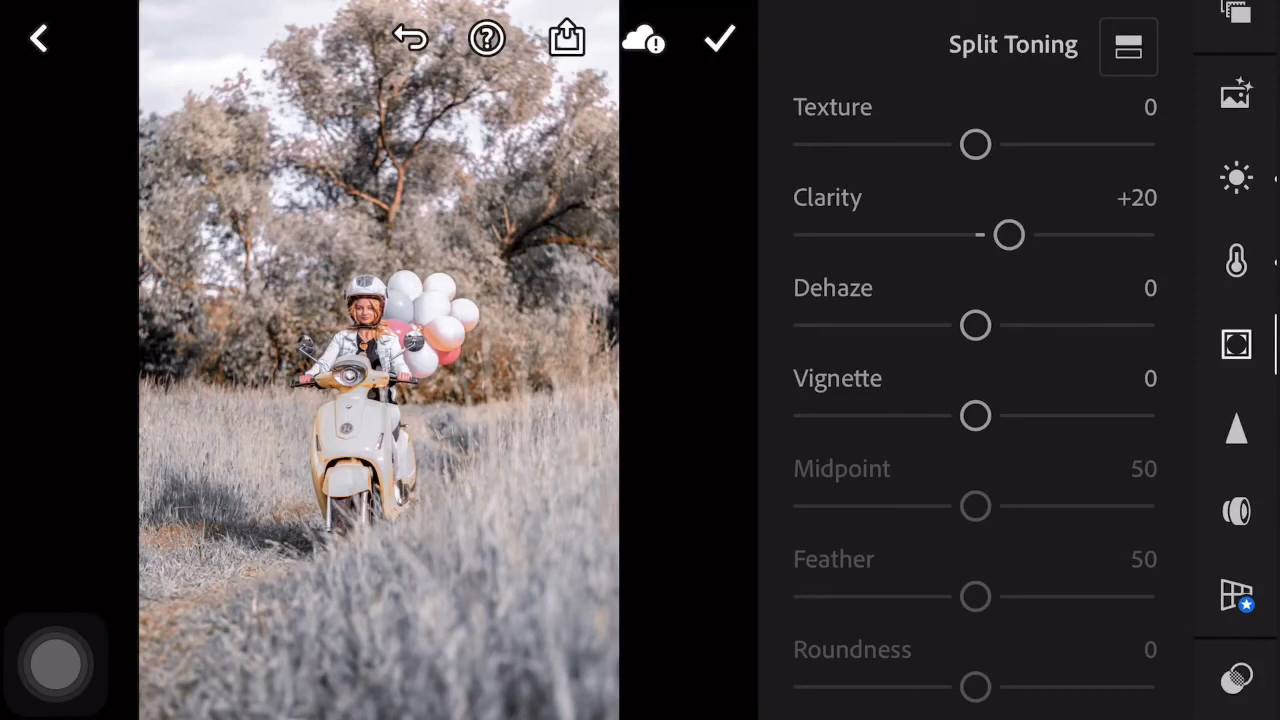 Split Toning
Texture 0
Clarity +20
Dehaze 0
Vignette 0
Midpoint 50
Feather 50
Roundness 0